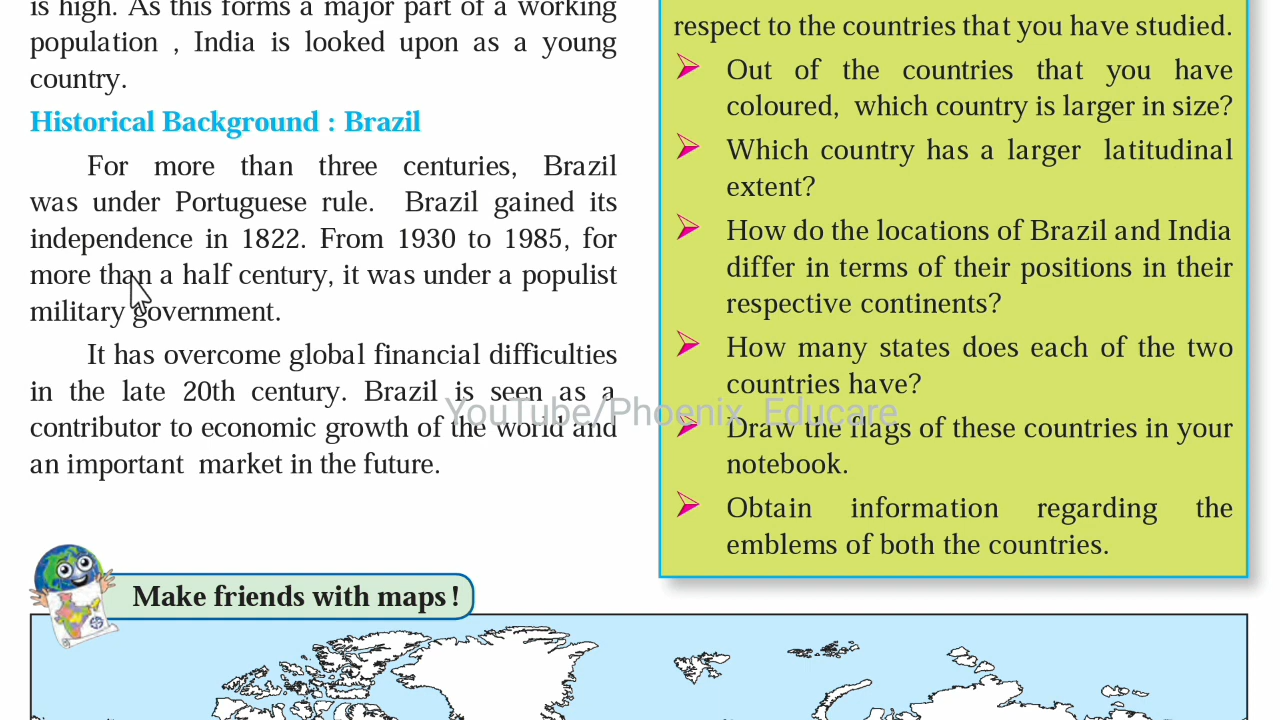 is high. As this forms a major part of a working
population , India is looked upon as a young
country.
Historical Background : Brazil
For more than three centuries, Brazil
was under Portuguese rule. Brazil gained its
independence in 1822. From 1930 to 1985, for
more than a half century, it was under a populist
military government.
It has overcome global financial difficulties
in the late 20th century. Brazil is seen as a
contributor to economic growth of the world and
an important market in the future.
respect to the countries that you have studied.
Out of the countries that you have
coloured, which country is larger in size?
Which country has a larger latitudinal
extent?
How do the locations of Brazil and India
differ in terms of their positions in their
respective continents?
How many states does each of the two
countries have?
Draw the flags of these countries in your
notebook.
Obtain information regarding the
emblems of both the countries.
YouTube/Phoenix Educare
Make friends with maps !